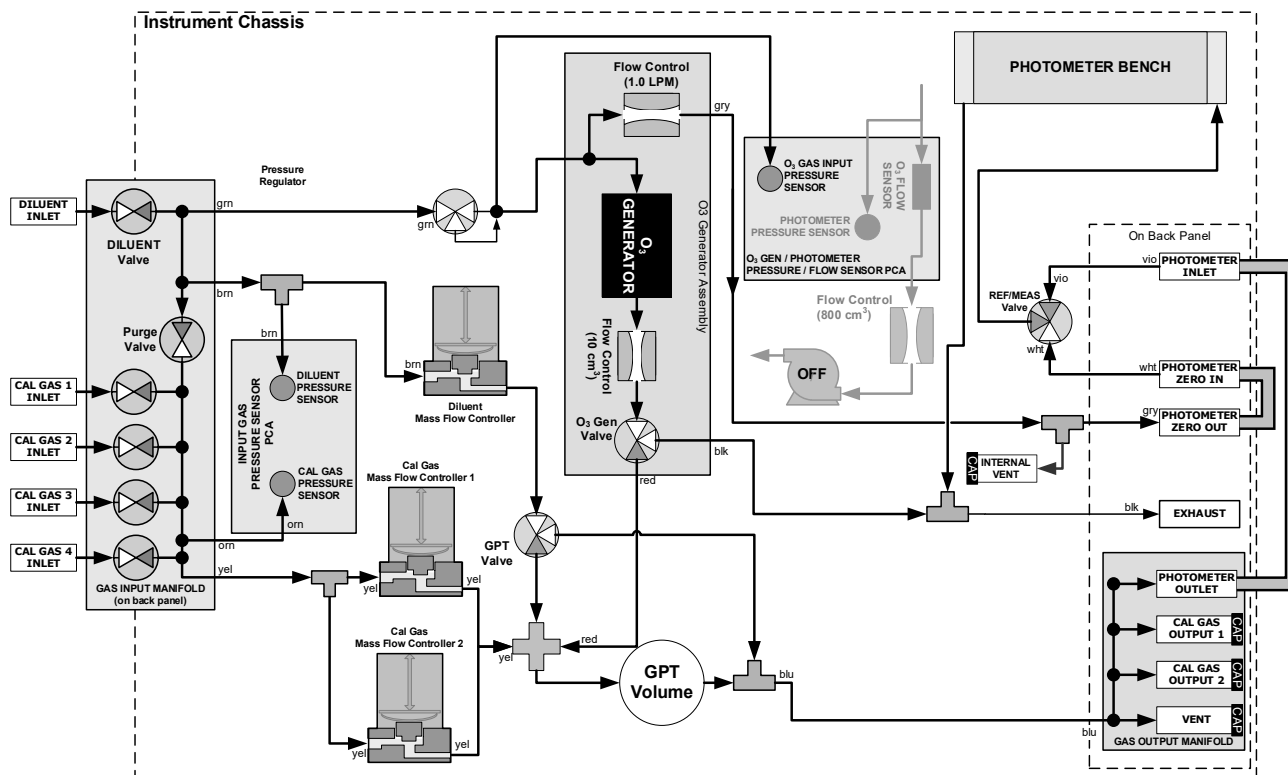 Instrument Chassis
Flow Control
(1.0 LPM)
gry
PHOTOMETER BENCH
Pressure
Regulator
DILUENT
INLET
grn
grn
DILUENT
Valve
O3 GAS INPUT
PRESSURE
SENSOR
O3 FLOW
SENSOR
PHOTOMETER
PRESSURE SENSOR
O3 GEN / PHOTOMETER
PRESSURE / FLOW SENSOR PCA
O3
GENERATOR
O3 Generator Assembly
On Back Panel
vio
PHOTOMETER
INLET
vio
REF/MEAS
Valve
wht
wht
PHOTOMETER
ZERO IN
gry
PHOTOMETER
ZERO OUT
brn
Purge
Valve
brn
DILUENT
PRESSURE
SENSOR
INPUT GAS
PRESSURE SENSOR
PCA
CAL GAS
PRESSURE
SENSOR
orn
orn
brn
Diluent
Mass Flow Controller
Flow Control
(10 cm3)
Flow Control
(800 cm3)
OFF
O3 Gen
Valve
blk
red
CAP
INTERNAL
VENT
blk
EXHAUST
CAL GAS 1
INLET
CAL GAS 2
INLET
CAL GAS 3
INLET
CAL GAS 4
INLET
yel
GAS INPUT MANIFOLD
(on back panel)
Cal Gas
Mass Flow Controller 1
yel
yel
GPT
Valve
Cal Gas
Mass Flow Controller 2
yel
yel
yel
red
GPT
Volume
blu
blu
PHOTOMETER
OUTLET
CAL GAS
OUTPUT 1
CAP
CAL GAS
OUTPUT 2
CAP
VENT
CAP
GAS OUTPUT MANIFOLD